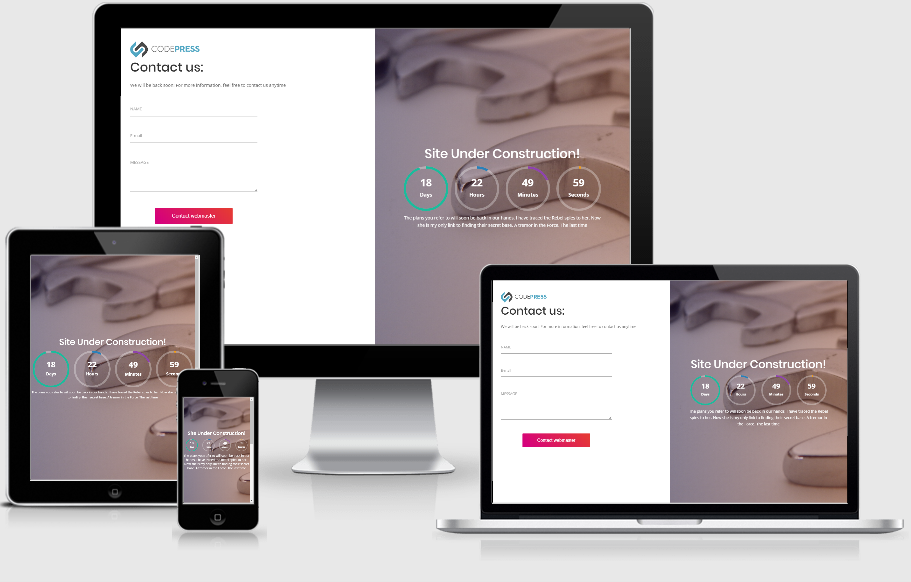 CODEPRESS
Contact us:
We will be back soon. For more information, feel free to contact us anytime
NAME
Email
MESSAGE
Contact webmaster
Site Under Construction!
18 22 49 59
Days Hours Minutes Seconds
The plans you refer to will soon be back in our hands. I have traced the Rebel spies to her. Now
she is my only link to finding their secret base. A tremor in the Force. The last time
Site Under Construction!
18 22 49 59
Days Hours Minutes Seconds
Site Under Construction!
CODEPRESS
Contact us:
NAME
Email
MESSAGE
Contact webmaster
Site Under Construction!
18 22 49 59
Days Hours Minutes Seconds
The plans you refer to will soon be back in our hands. I have traced the Rebel
spies to her. Now she is my only link to finding their secret base. A tremor in
the Force. The last time